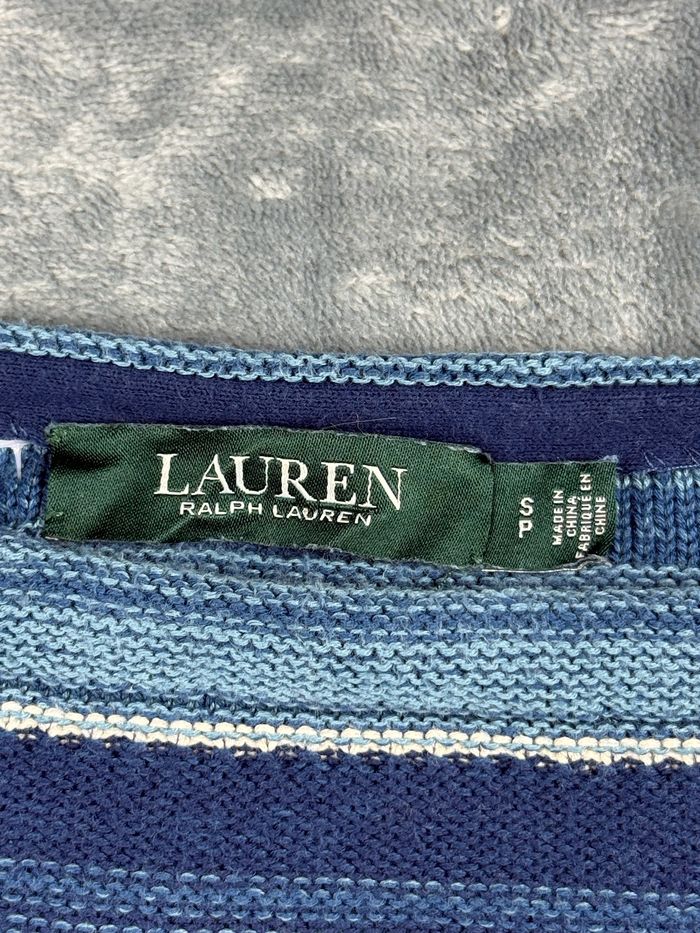 LAUREN
RALPH LAUREN
S
P
MADE IN
CHINA
FABRIQUÉ EN
CHINE